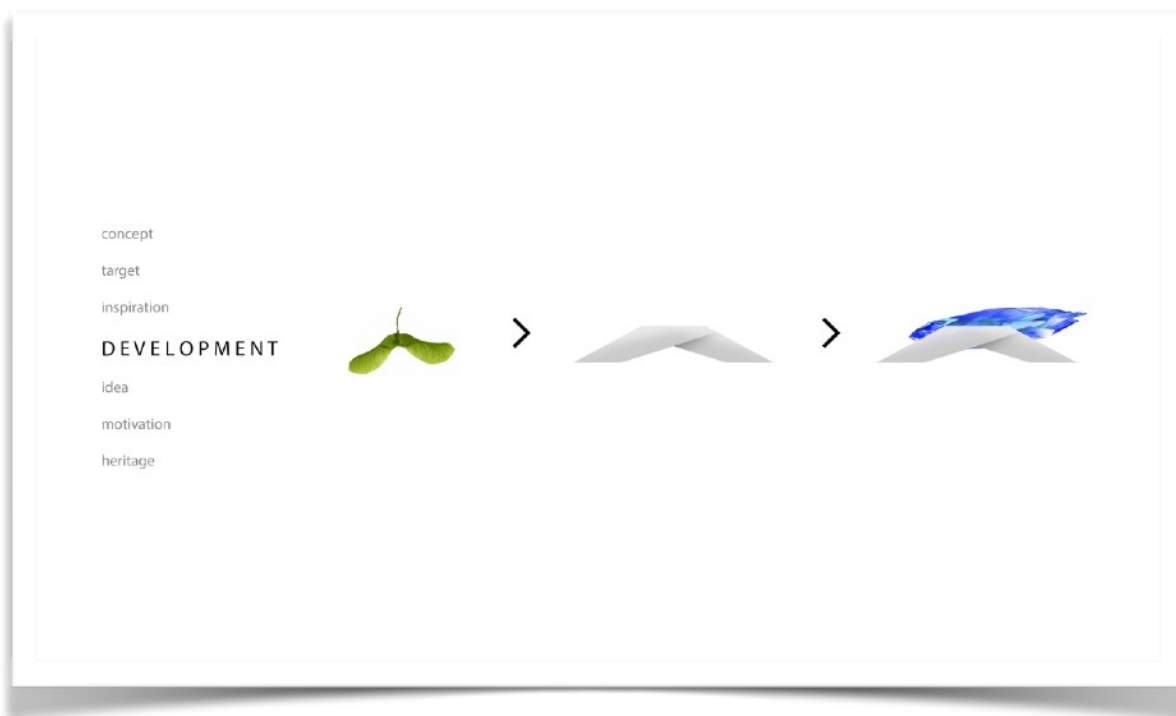 concept
target
inspiration
DEVELOPMENT
idea
motivation
heritage